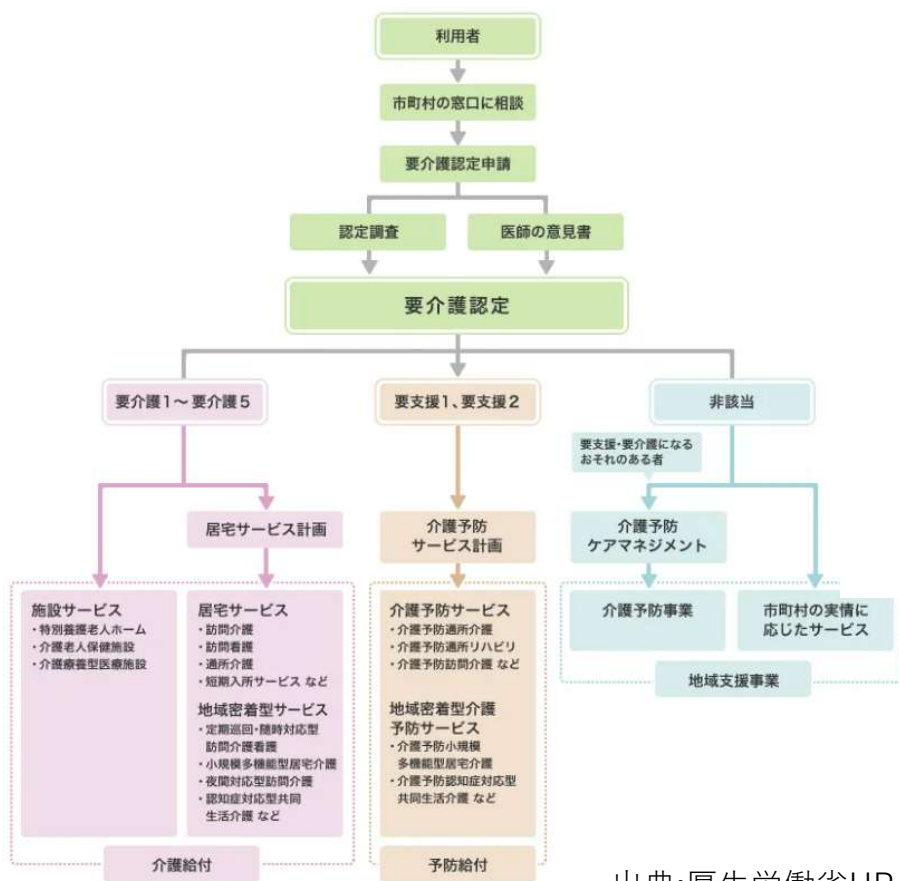 利用者
市町村の窓口に相談
要介護認定申請
認定調査
医師の意見書
要介護認定
要介護1～要介護5
要支援1、要支援2
非該当
要支援・要介護になる
おそれのある者
居宅サービス計画
介護予防
サービス計画
介護予防
ケアマネジメント
施設サービス
・特別養護老人ホーム
・介護老人保健施設
・介護療養型医療施設
居宅サービス
・訪問介護
・訪問看護
・通所介護
・短期入所サービス など
地域密着型サービス
・定期巡回・随時対応型
訪問介護看護
・小規模多機能型居宅介護
・夜間対応型訪問介護
・認知症対応型共同
生活介護 など
介護予防サービス
・介護予防通所介護
・介護予防通所リハビリ
・介護予防訪問介護 など
地域密着型介護
予防サービス
・介護予防小規模
多機能型居宅介護
・介護予防認知症対応型
共同生活介護 など
介護予防事業
市町村の実情に
応じたサービス
地域支援事業
介護給付
予防給付
出典:厚生労働省HP